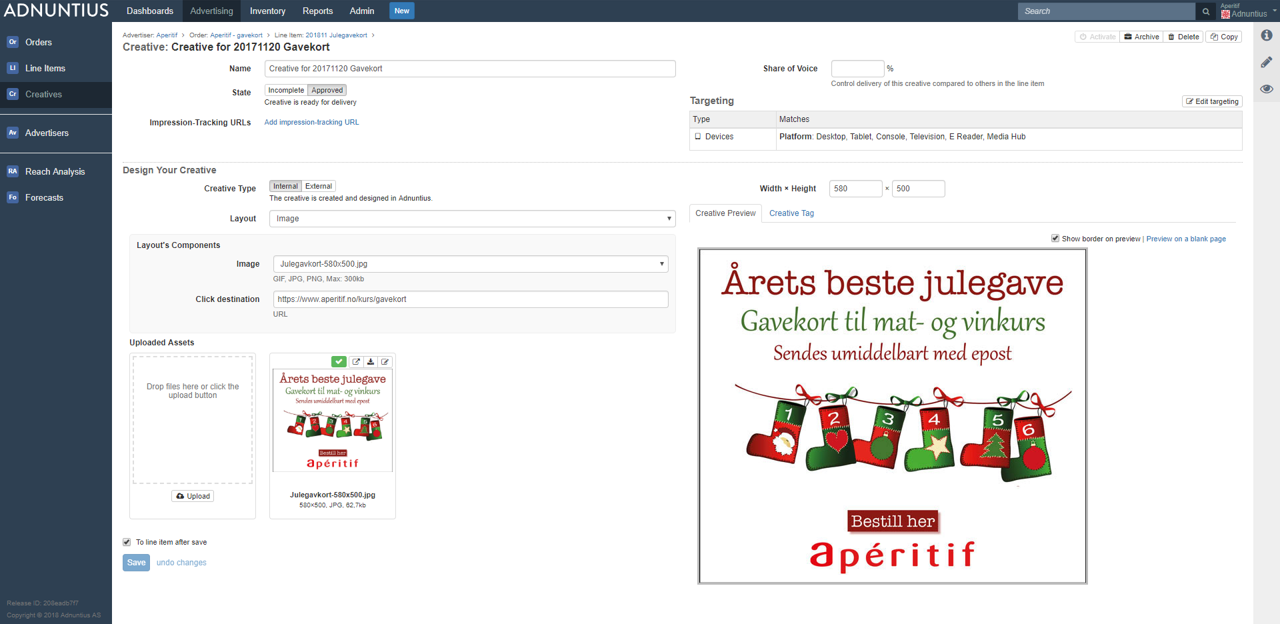 ADNUNTIUS
Dashboards Advertising Inventory Reports Admin New
Search
Aperitif
Adnuntius
Or Orders
LI Line Items
Cr Creatives
Av Advertisers
RA Reach Analysis
Fo Forecasts
Advertiser: Aperitif > Order: Aperitif - gavekort > Line Item: 201811 Julegavekort >
Creative: Creative for 20171120 Gavekort
Activate Archive Delete Copy
Name Creative for 20171120 Gavekort
State Incomplete Approved
Creative is ready for delivery
Impression-Tracking URLs Add impression-tracking URL
Share of Voice %
Control delivery of this creative compared to others in the line item
Targeting
Edit targeting
Type Matches
Devices Platform: Desktop, Tablet, Console, Television, E Reader, Media Hub
Design Your Creative
Creative Type Internal External
The creative is created and designed in Adnuntius.
Layout Image
Layout's Components
Image Julegavkort-580x500.jpg
GIF, JPG, PNG, Max: 300kb
Click destination https://www.aperitif.no/kurs/gavekort
URL
Uploaded Assets
Drop files here or click the
upload button
Upload
Årets beste julegave
Gavekort til mat- og vinkurs
Sendes umiddelbart med epost
1 2 3 4 5 6
Bestill her
apéritif
Julegavkort-580x500.jpg
580×500, JPG, 62,7kb
To line item after save
Save undo changes
Width × Height 580 × 500
Creative Preview Creative Tag
Show border on preview | Preview on a blank page
Årets beste julegave
Gavekort til mat- og vinkurs
Sendes umiddelbart med epost
1 2 3 4 5 6
Bestill her
apéritif
Copyright © 2018 Adnuntius AS